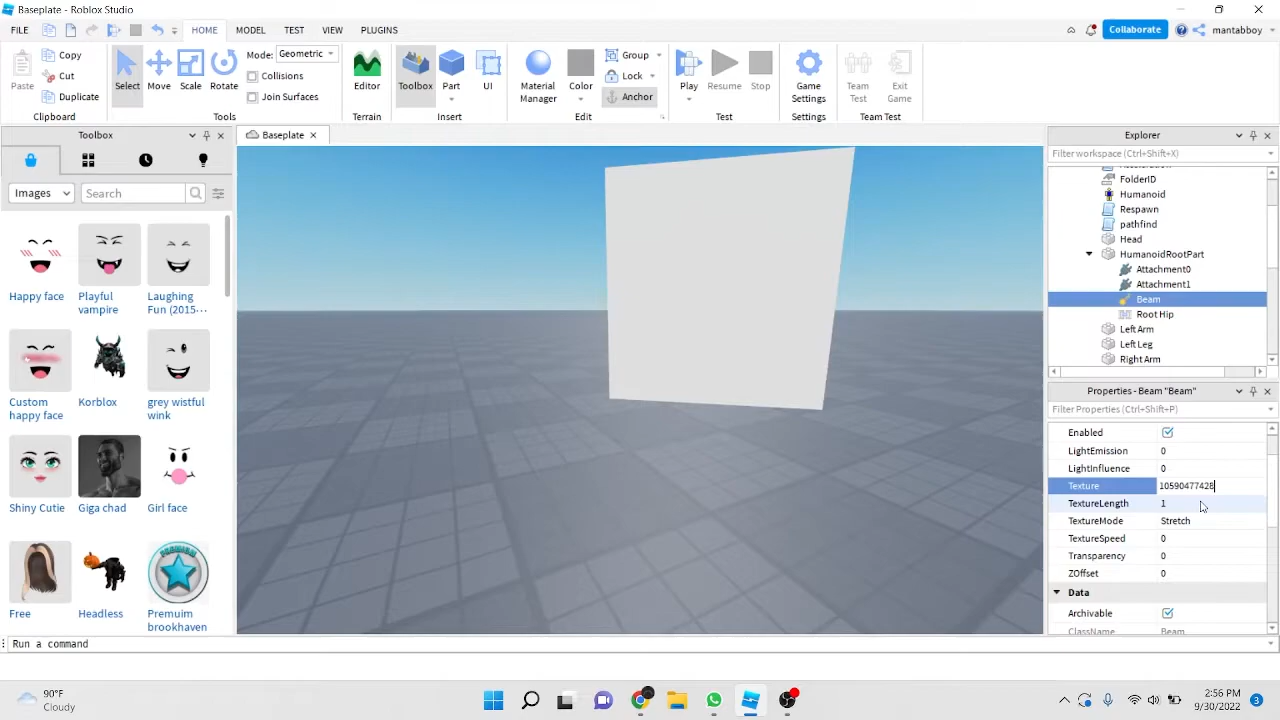 Baseplate - Roblox Studio
FILE HOME MODEL TEST VIEW PLUGINS Collaborate mantabboy
Paste Copy Cut Duplicate Clipboard
Select Move Scale Rotate Mode: Geometric Collisions Join Surfaces Tools
Editor Terrain
Toolbox Part UI Insert
Material Manager Color Group Lock Anchor Edit
Play Resume Stop Test
Game Settings Settings
Team Test Exit Game Team Test
Toolbox
Images Search
Happy face
Playful vampire
Laughing Fun (2015...
Custom happy face
Korblox
grey wistful wink
Shiny Cutie
Giga chad
Girl face
Free
Headless
Premuim brookhaven
Baseplate
Explorer
Filter workspace (Ctrl+Shift+X)
FolderID
Humanoid
Respawn
pathfind
Head
HumanoidRootPart
Attachment0
Attachment1
Beam
Root Hip
Left Arm
Left Leg
Right Arm
Properties - Beam "Beam"
Filter Properties (Ctrl+Shift+P)
Enabled
LightEmission 0
LightInfluence 0
Texture 10590477428
TextureLength 1
TextureMode Stretch
TextureSpeed 0
Transparency 0
ZOffset 0
Data
Archivable
ClassName Beam
Run a command
90°F
Cloudy
2:56 PM
9/30/2022
3